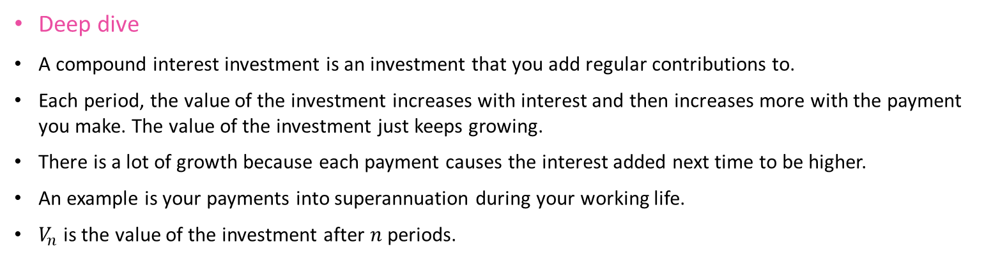 • Deep dive
• A compound interest investment is an investment that you add regular contributions to.
• Each period, the value of the investment increases with interest and then increases more with the payment
you make. The value of the investment just keeps growing.
• There is a lot of growth because each payment causes the interest added next time to be higher.
• An example is your payments into superannuation during your working life.
• Vₙ is the value of the investment after n periods.